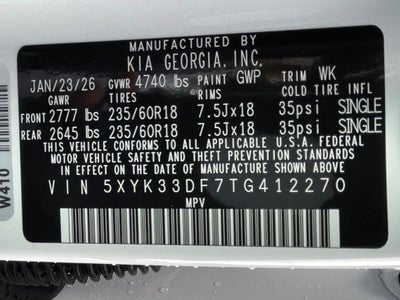 MANUFACTURED BY
KIA GEORGIA, INC.
JAN/23/26 GVWR 4740 lbs PAINT GWP TRIM WK
GAWR TIRES RIMS
FRONT 2777 lbs 235/60R18 7.5Jx18 35psi SINGLE
REAR 2645 lbs 235/60R18 7.5Jx18 35psi SINGLE
THIS VEHICLE CONFORMS TO ALL APPLICABLE U.S.A. FEDERAL
MOTOR VEHICLE SAFETY, BUMPER, AND THEFT PREVENTION
STANDARDS IN EFFECT ON THE DATE OF MANUFACTURE SHOWN ABOVE.
VIN 5XYK33DF7TG412270
MPV
W410